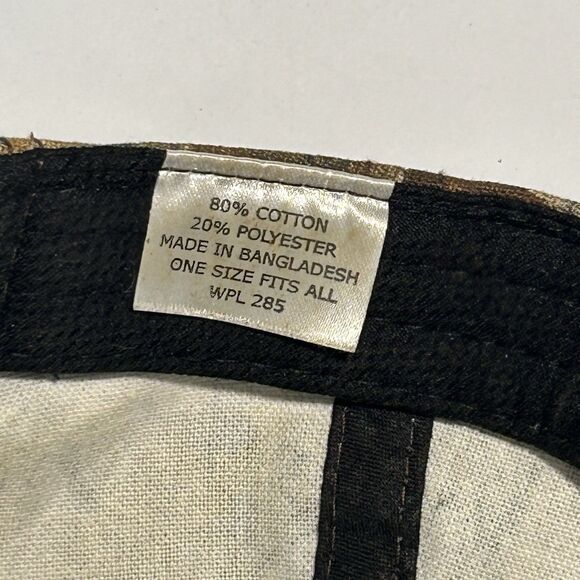 80% COTTON
20% POLYESTER
MADE IN BANGLADESH
ONE SIZE FITS ALL
WPL 285